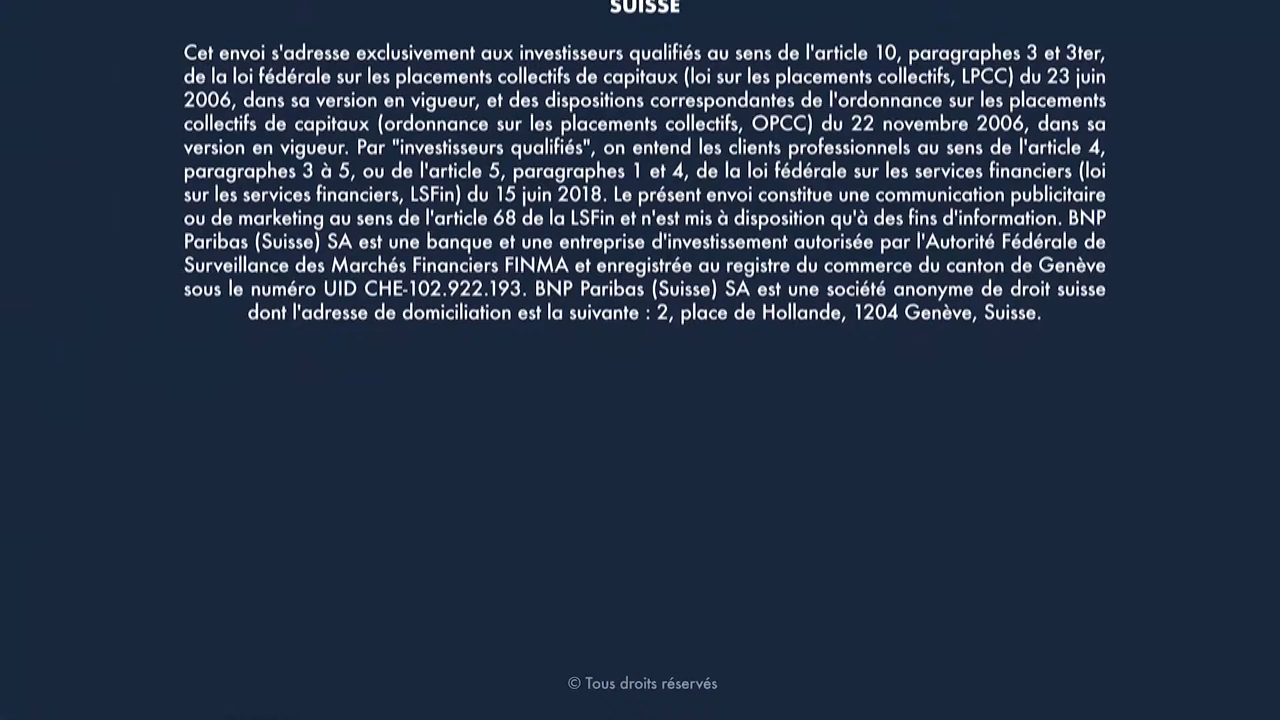 SUISSE
Cet envoi s'adresse exclusivement aux investisseurs qualifiés au sens de l'article 10, paragraphes 3 et 3ter,
de la loi fédérale sur les placements collectifs de capitaux (loi sur les placements collectifs, LPCC) du 23 juin
2006, dans sa version en vigueur, et des dispositions correspondantes de l'ordonnance sur les placements
collectifs de capitaux (ordonnance sur les placements collectifs, OPCC) du 22 novembre 2006, dans sa
version en vigueur. Par "investisseurs qualifiés", on entend les clients professionnels au sens de l'article 4,
paragraphes 3 à 5, ou de l'article 5, paragraphes 1 et 4, de la loi fédérale sur les services financiers (loi
sur les services financiers, LSFin) du 15 juin 2018. Le présent envoi constitue une communication publicitaire
ou de marketing au sens de l'article 68 de la LSFin et n'est mis à disposition qu'à des fins d'information. BNP
Paribas (Suisse) SA est une banque et une entreprise d'investissement autorisée par l'Autorité Fédérale de
Surveillance des Marchés Financiers FINMA et enregistrée au registre du commerce du canton de Genève
sous le numéro UID CHE-102.922.193. BNP Paribas (Suisse) SA est une société anonyme de droit suisse
dont l'adresse de domiciliation est la suivante : 2, place de Hollande, 1204 Genève, Suisse.
© Tous droits réservés